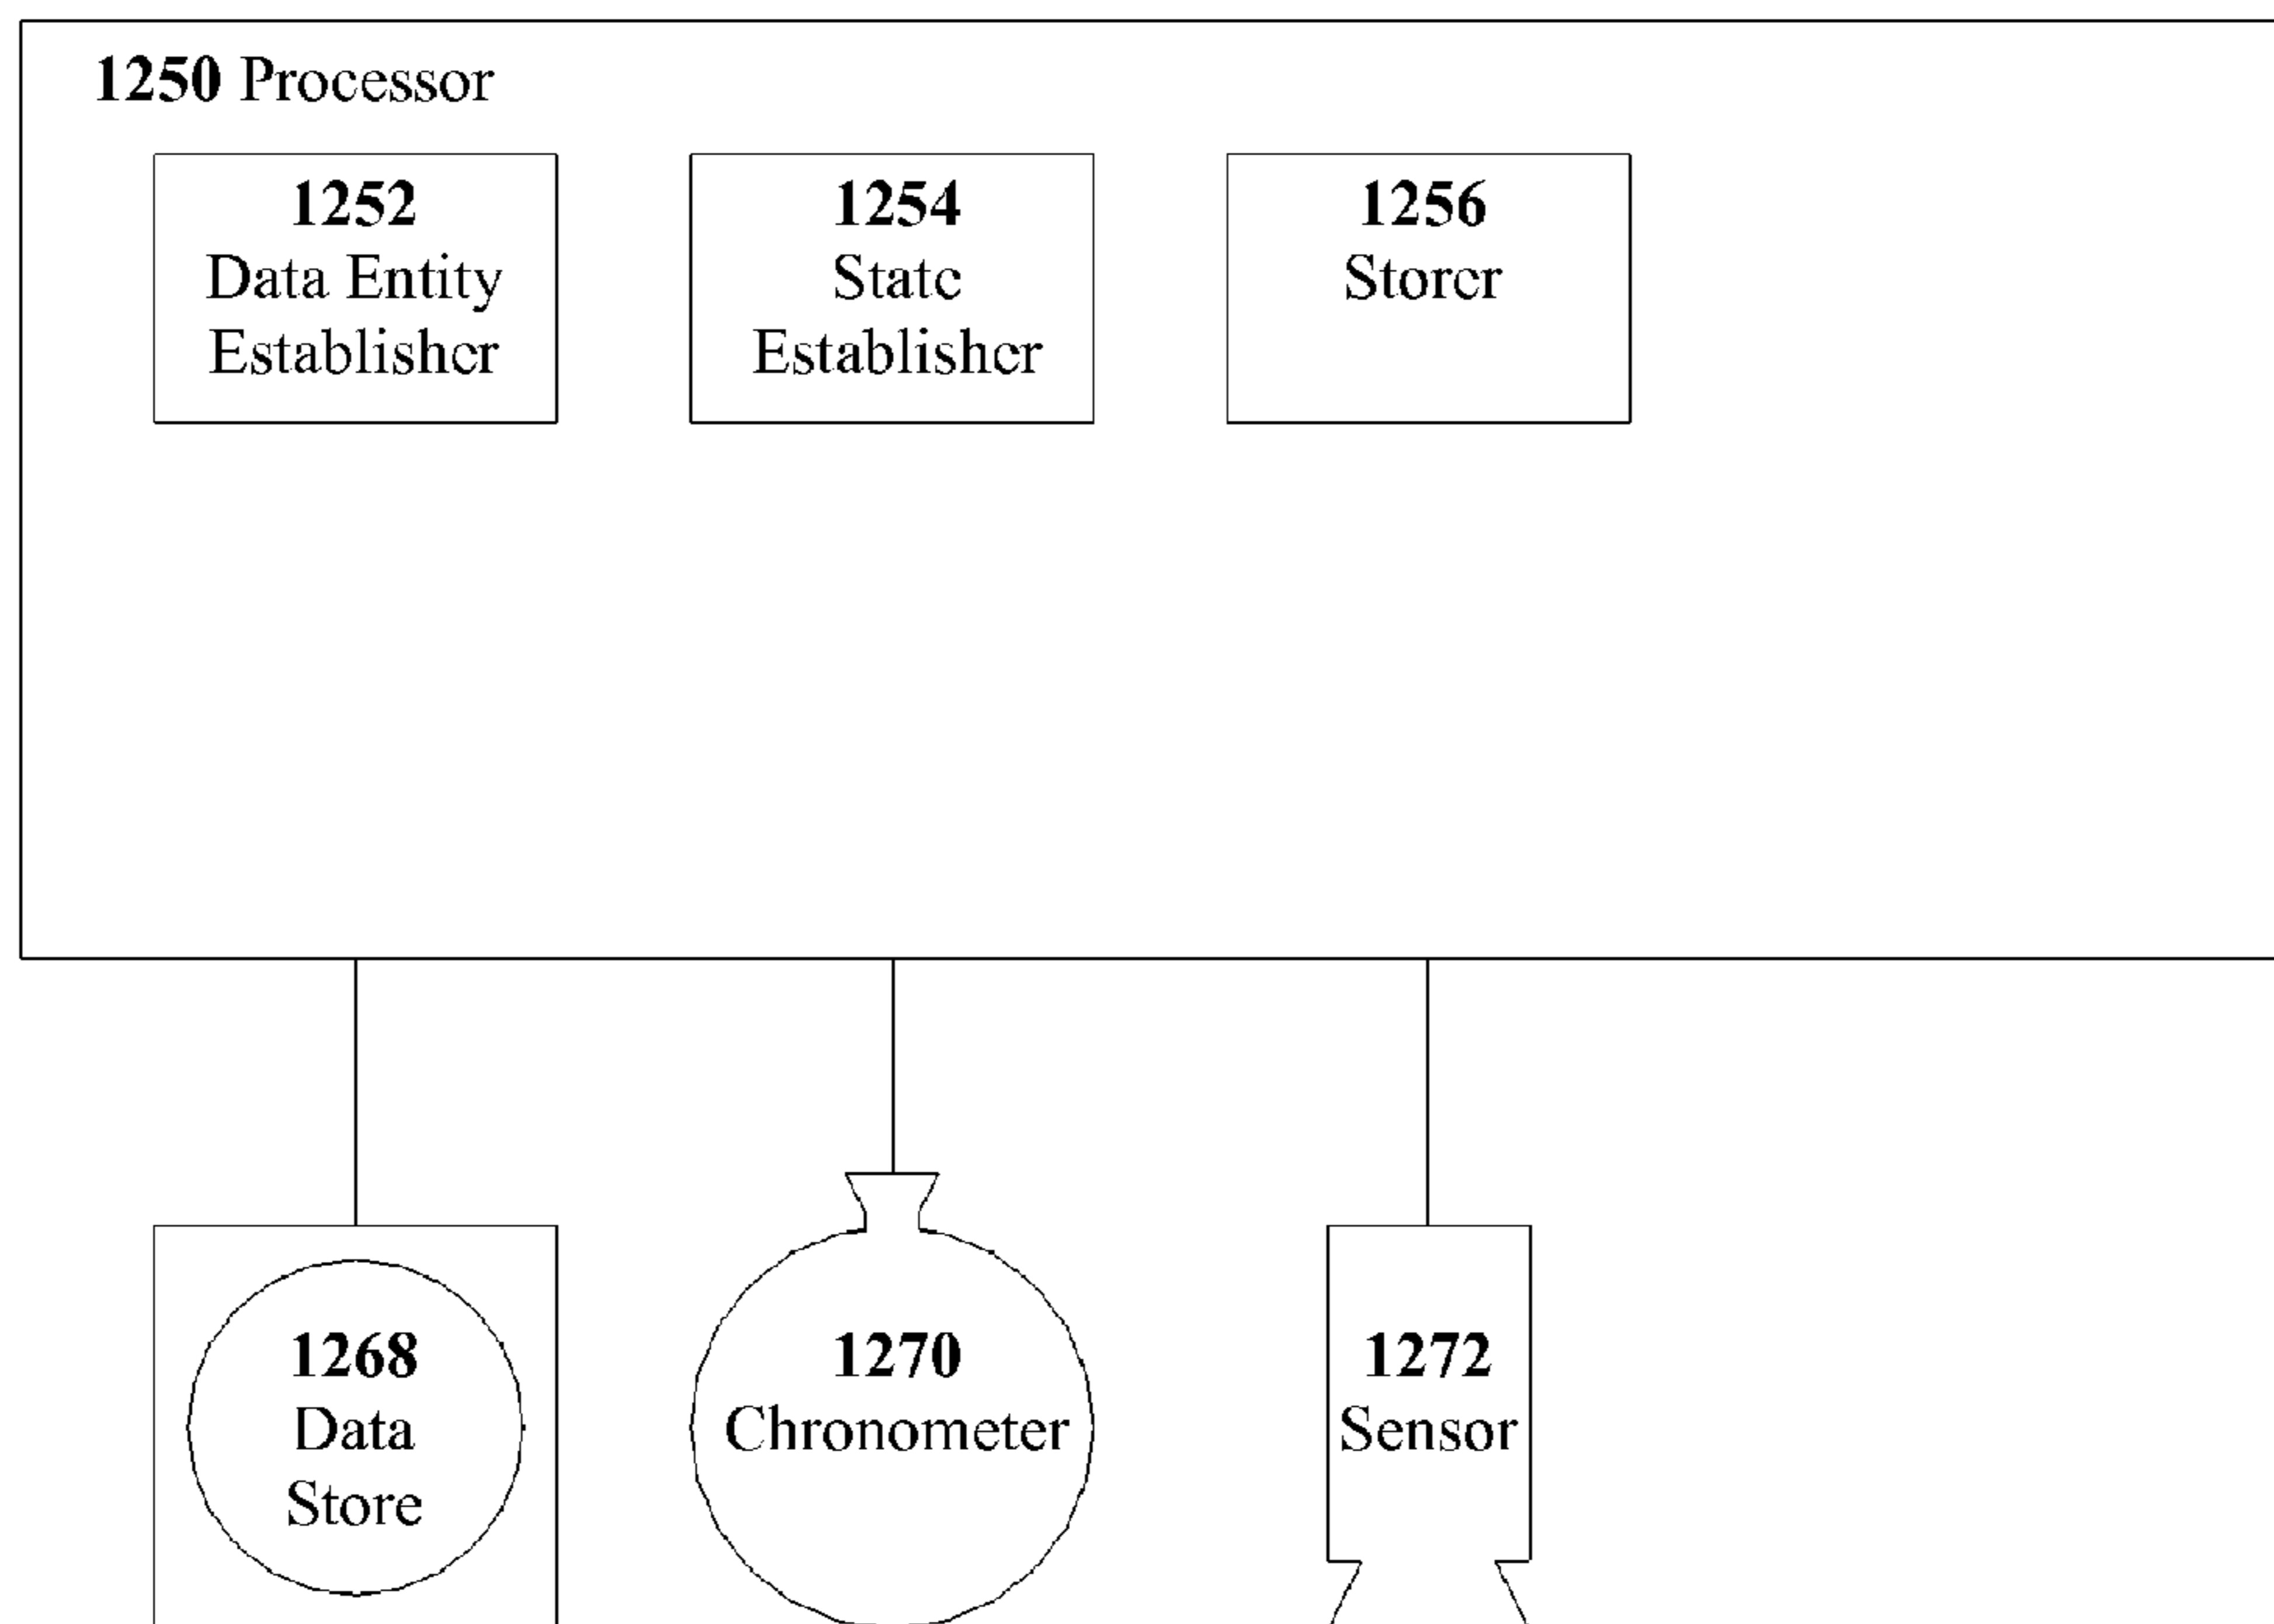 1250 Processor
1252
Data Entity
Establisher
1254
State
Establisher
1256
Storer
1268
Data
Store
1270
Chronometer
1272
Sensor